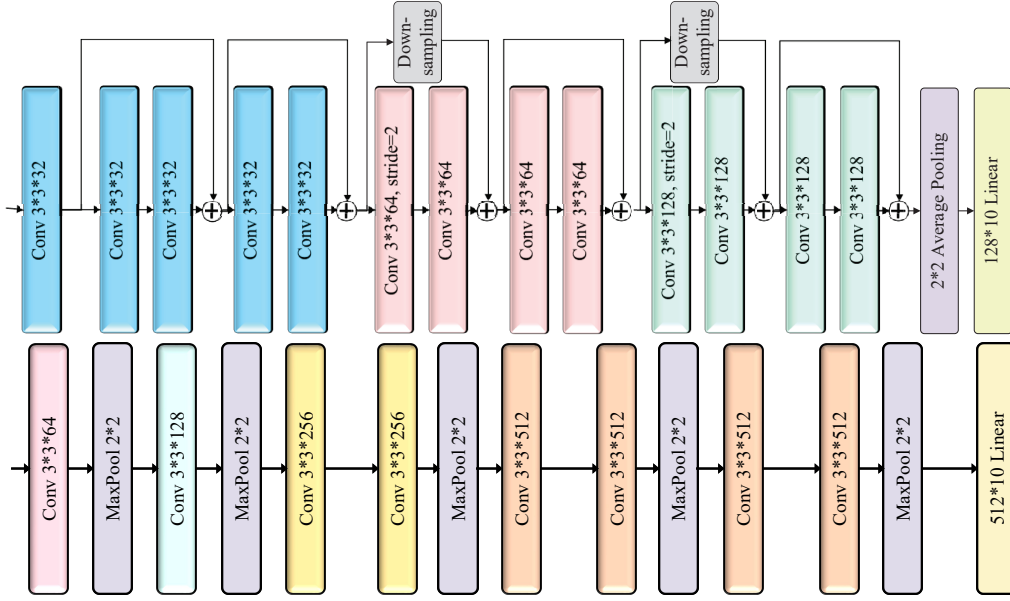 Down-
sampling
Down-
sampling
Conv 3*3*32
Conv 3*3*32
Conv 3*3*32
Conv 3*3*32
Conv 3*3*32
Conv 3*3*64, stride=2
Conv 3*3*64
Conv 3*3*64
Conv 3*3*64
Conv 3*3*128, stride=2
Conv 3*3*128
Conv 3*3*128
Conv 3*3*128
2*2 Average Pooling
128*10 Linear
Conv 3*3*64
MaxPool 2*2
Conv 3*3*128
MaxPool 2*2
Conv 3*3*256
Conv 3*3*256
MaxPool 2*2
Conv 3*3*512
Conv 3*3*512
MaxPool 2*2
Conv 3*3*512
Conv 3*3*512
MaxPool 2*2
512*10 Linear